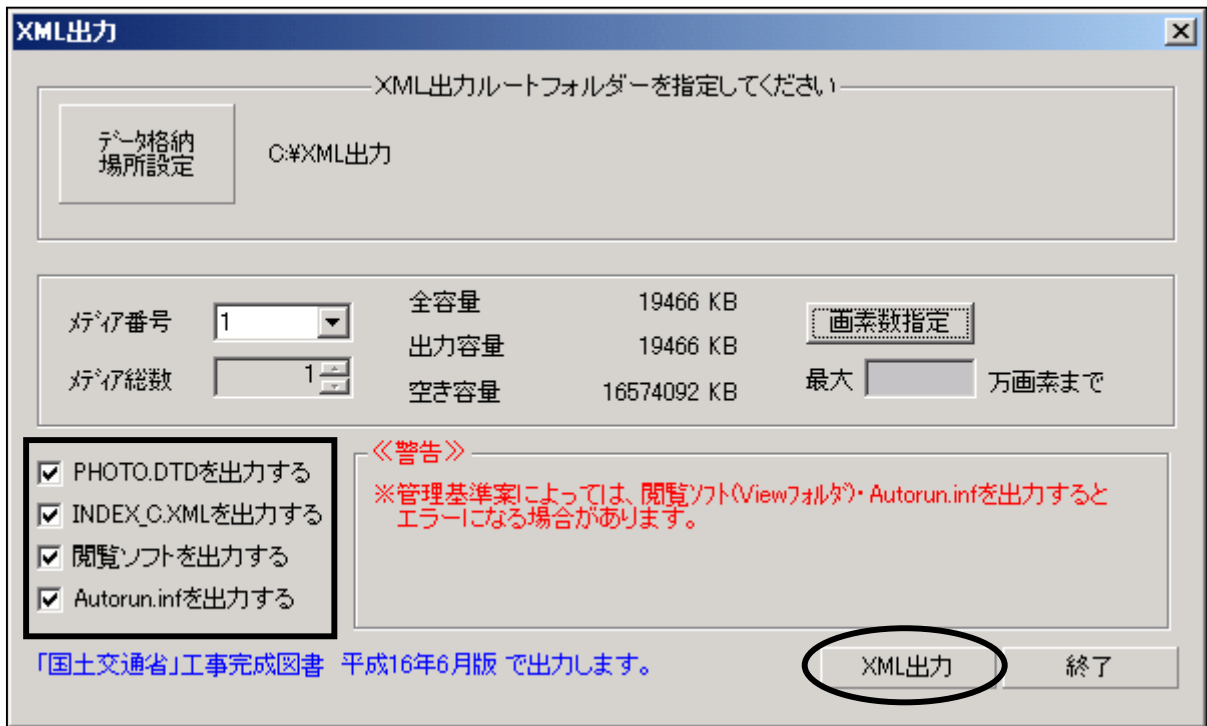 XML出力
XML出力ルートフォルダーを指定してください
ﾃﾞｰﾀ格納
場所設定
C:¥XML出力
ﾒﾃﾞｨｱ番号
1
全容量
19466 KB
画素数指定
出力容量
19466 KB
ﾒﾃﾞｨｱ総数
1
空き容量
16574092 KB
最大
万画素まで
PHOTO.DTDを出力する
INDEX_C.XMLを出力する
閲覧ソフトを出力する
Autorun.infを出力する
≪警告≫
※管理基準案によっては、閲覧ｿﾌﾄ(Viewﾌｫﾙﾀﾞ)･Autorun.infを出力すると
エラーになる場合があります。
「国土交通省」工事完成図書 平成16年6月版 で出力します。
XML出力
終了